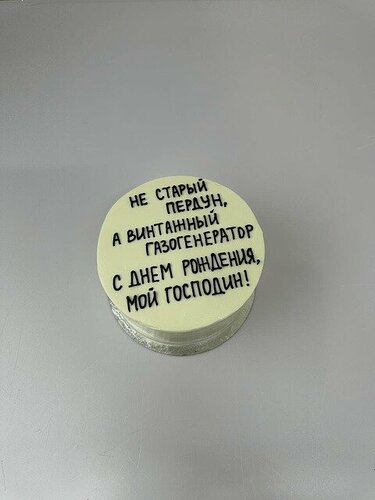 НЕ СТАРЫЙ
ПЕРДУН,
А ВИНТАЖНЫЙ
ГАЗОГЕНЕРАТОР
С ДНЕМ РОЖДЕНИЯ,
МОЙ ГОСПОДИН!